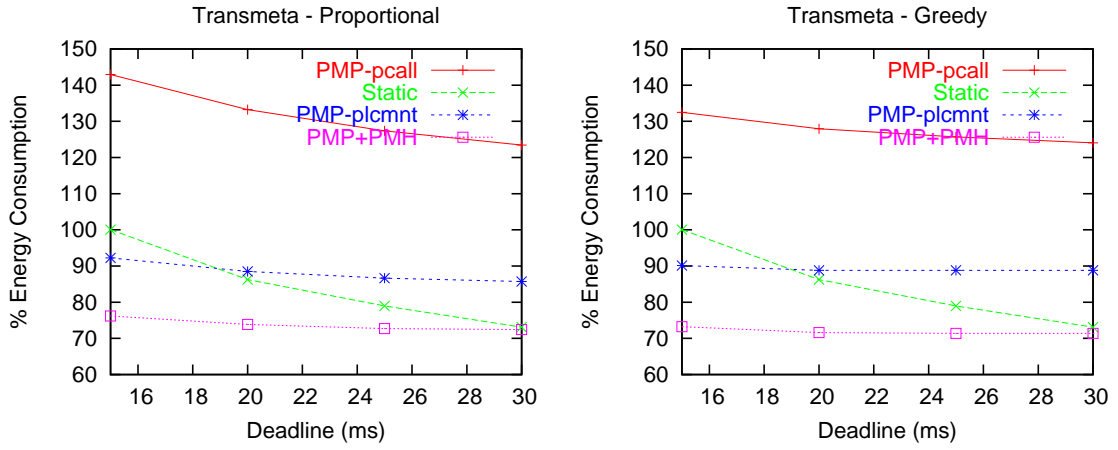 Transmeta - Proportional
150
140
130
120
110
100
90
80
70
60
% Energy Consumption
PMP-pcall
Static
PMP-plcmnt
PMP+PMH
16 18 20 22 24 26 28 30
Deadline (ms)
Transmeta - Greedy
150
140
130
120
110
100
90
80
70
60
% Energy Consumption
PMP-pcall
Static
PMP-plcmnt
PMP+PMH
16 18 20 22 24 26 28 30
Deadline (ms)